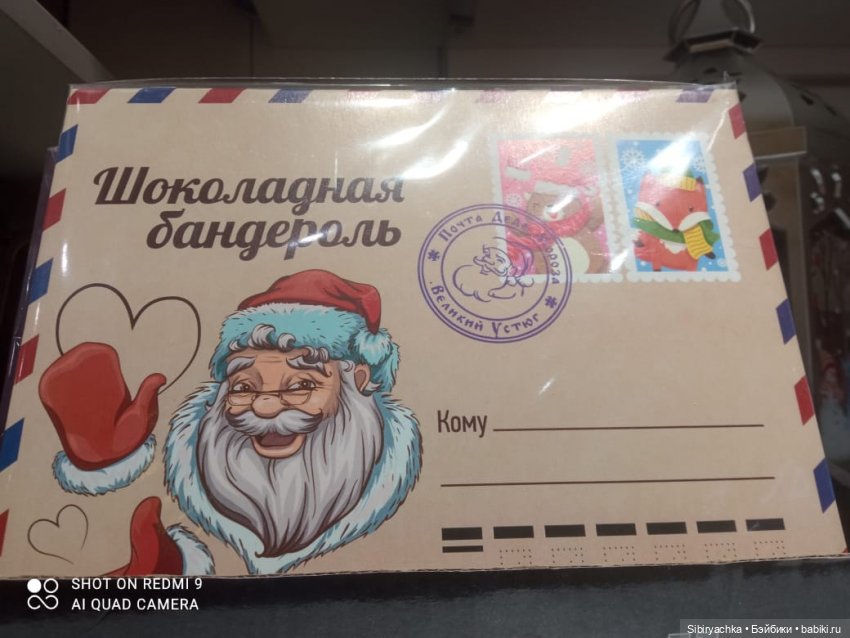 Шоколадная
бандероль
Почта Деда Мороза
Великий Устюг
Кому
SHOT ON REDMI 9
AI QUAD CAMERA
Sibiryachka • Бэйбики • babiki.ru